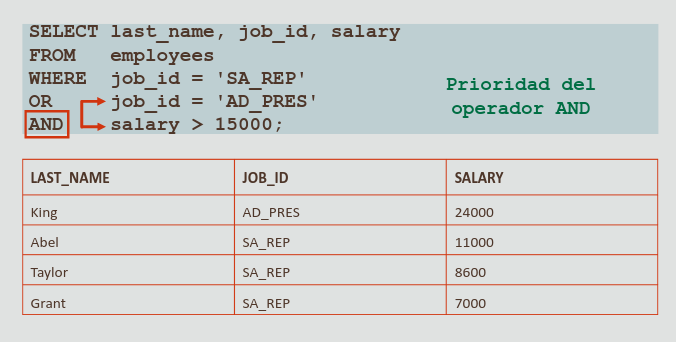 SELECT last_name, job_id, salary
FROM employees
WHERE job_id = 'SA_REP'
OR job_id = 'AD_PRES'
AND salary > 15000;
Prioridad del
operador AND
LAST_NAME JOB_ID SALARY
King AD_PRES 24000
Abel SA_REP 11000
Taylor SA_REP 8600
Grant SA_REP 7000